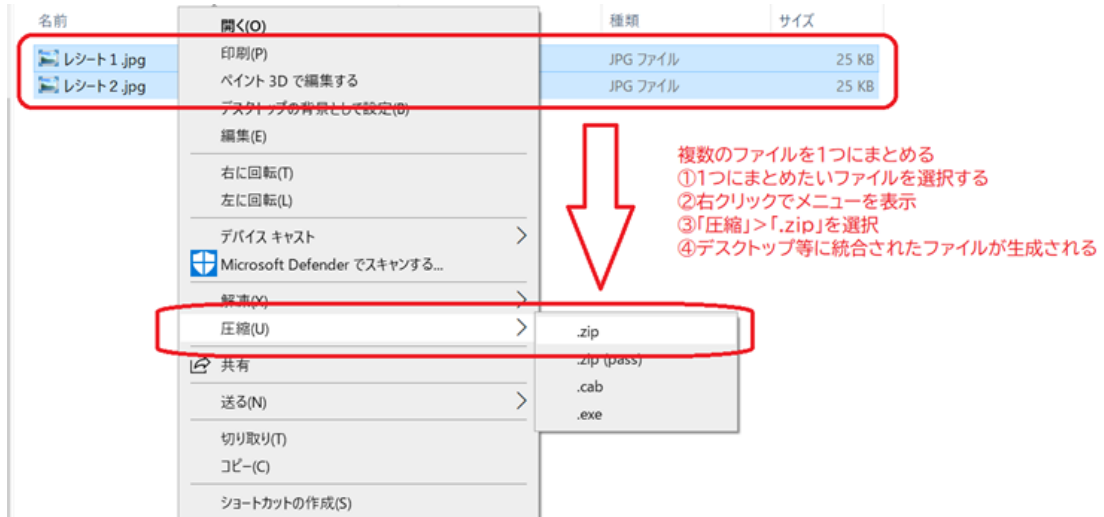 名前 種類 サイズ
レシート1.jpg JPG ファイル 25 KB
レシート2.jpg JPG ファイル 25 KB
開く(O)
印刷(P)
ペイント 3D で編集する
デスクトップの背景として設定(B)
編集(E)
右に回転(T)
左に回転(L)
デバイス キャスト
Microsoft Defender でスキャンする...
解凍(X)
圧縮(U)
共有
送る(N)
切り取り(T)
コピー(C)
ショートカットの作成(S)
.zip
.zip (pass)
.cab
.exe
複数のファイルを1つにまとめる
①1つにまとめたいファイルを選択する
②右クリックでメニューを表示
③「圧縮」>「.zip」を選択
④デスクトップ等に統合されたファイルが生成される